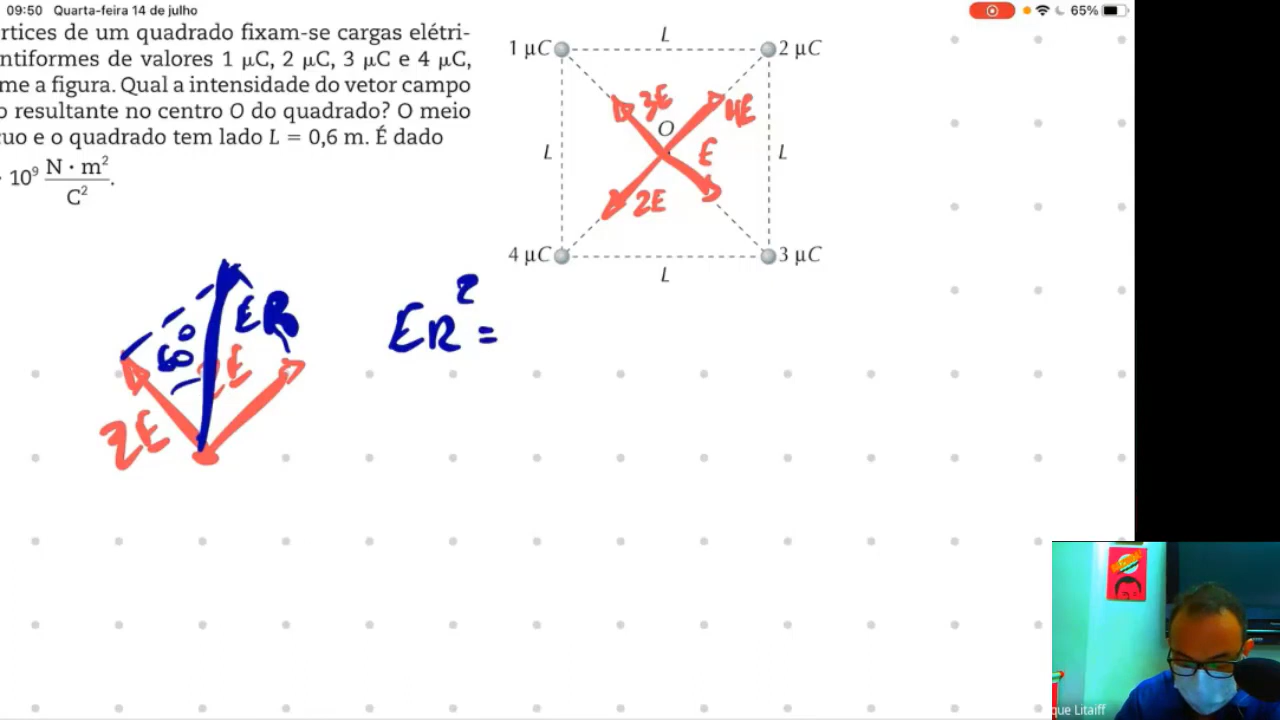 09:50 Quarta-feira 14 de julho
65%
rtices de um quadrado fixam-se cargas elétri-
ntiformes de valores 1 μC, 2 μC, 3 μC e 4 μC,
me a figura. Qual a intensidade do vetor campo
o resultante no centro O do quadrado? O meio
cuo e o quadrado tem lado L = 0,6 m. É dado
· 10⁹ N · m²/C².
1 μC
L
2 μC
3E
4E
O
L
E
L
2E
4 μC
3 μC
L
ER
2E
2E
ER² =
que Litaiff